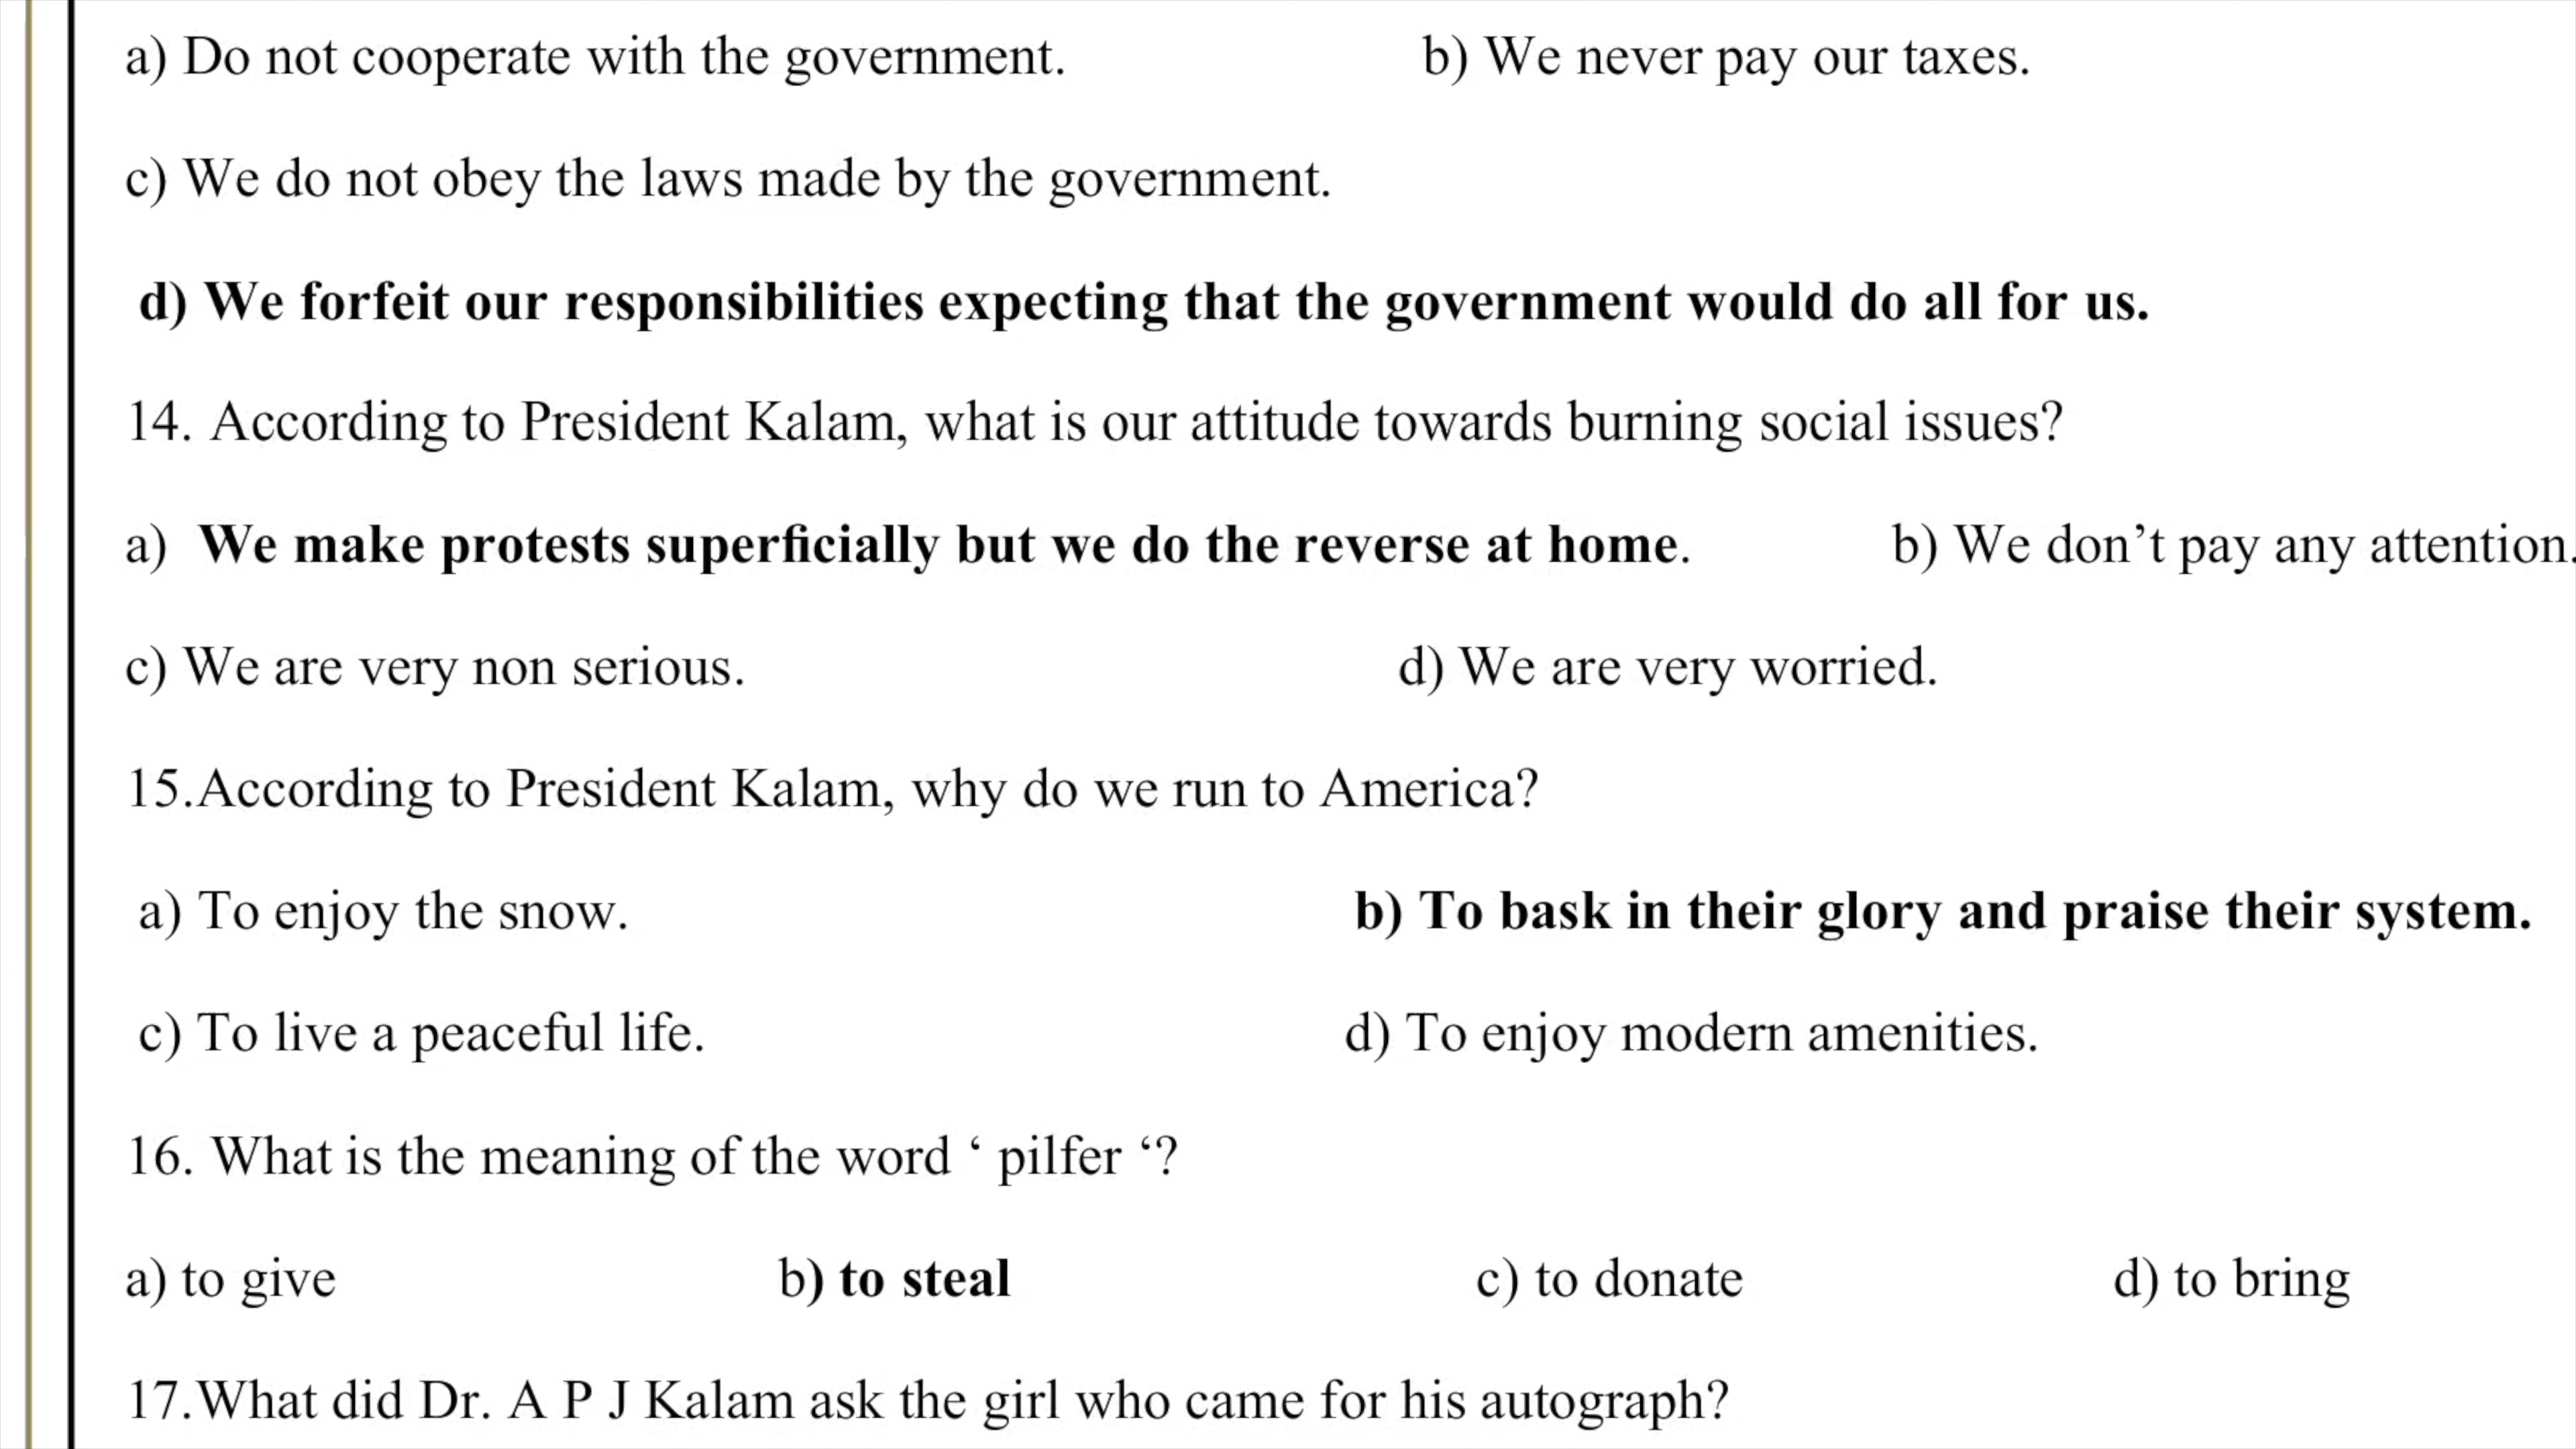 a) Do not cooperate with the government. b) We never pay our taxes.
c) We do not obey the laws made by the government.
d) We forfeit our responsibilities expecting that the government would do all for us.
14. According to President Kalam, what is our attitude towards burning social issues?
a) We make protests superficially but we do the reverse at home. b) We don’t pay any attention.
c) We are very non serious. d) We are very worried.
15.According to President Kalam, why do we run to America?
a) To enjoy the snow. b) To bask in their glory and praise their system.
c) To live a peaceful life. d) To enjoy modern amenities.
16. What is the meaning of the word ‘ pilfer ‘?
a) to give b) to steal c) to donate d) to bring
17.What did Dr. A P J Kalam ask the girl who came for his autograph?